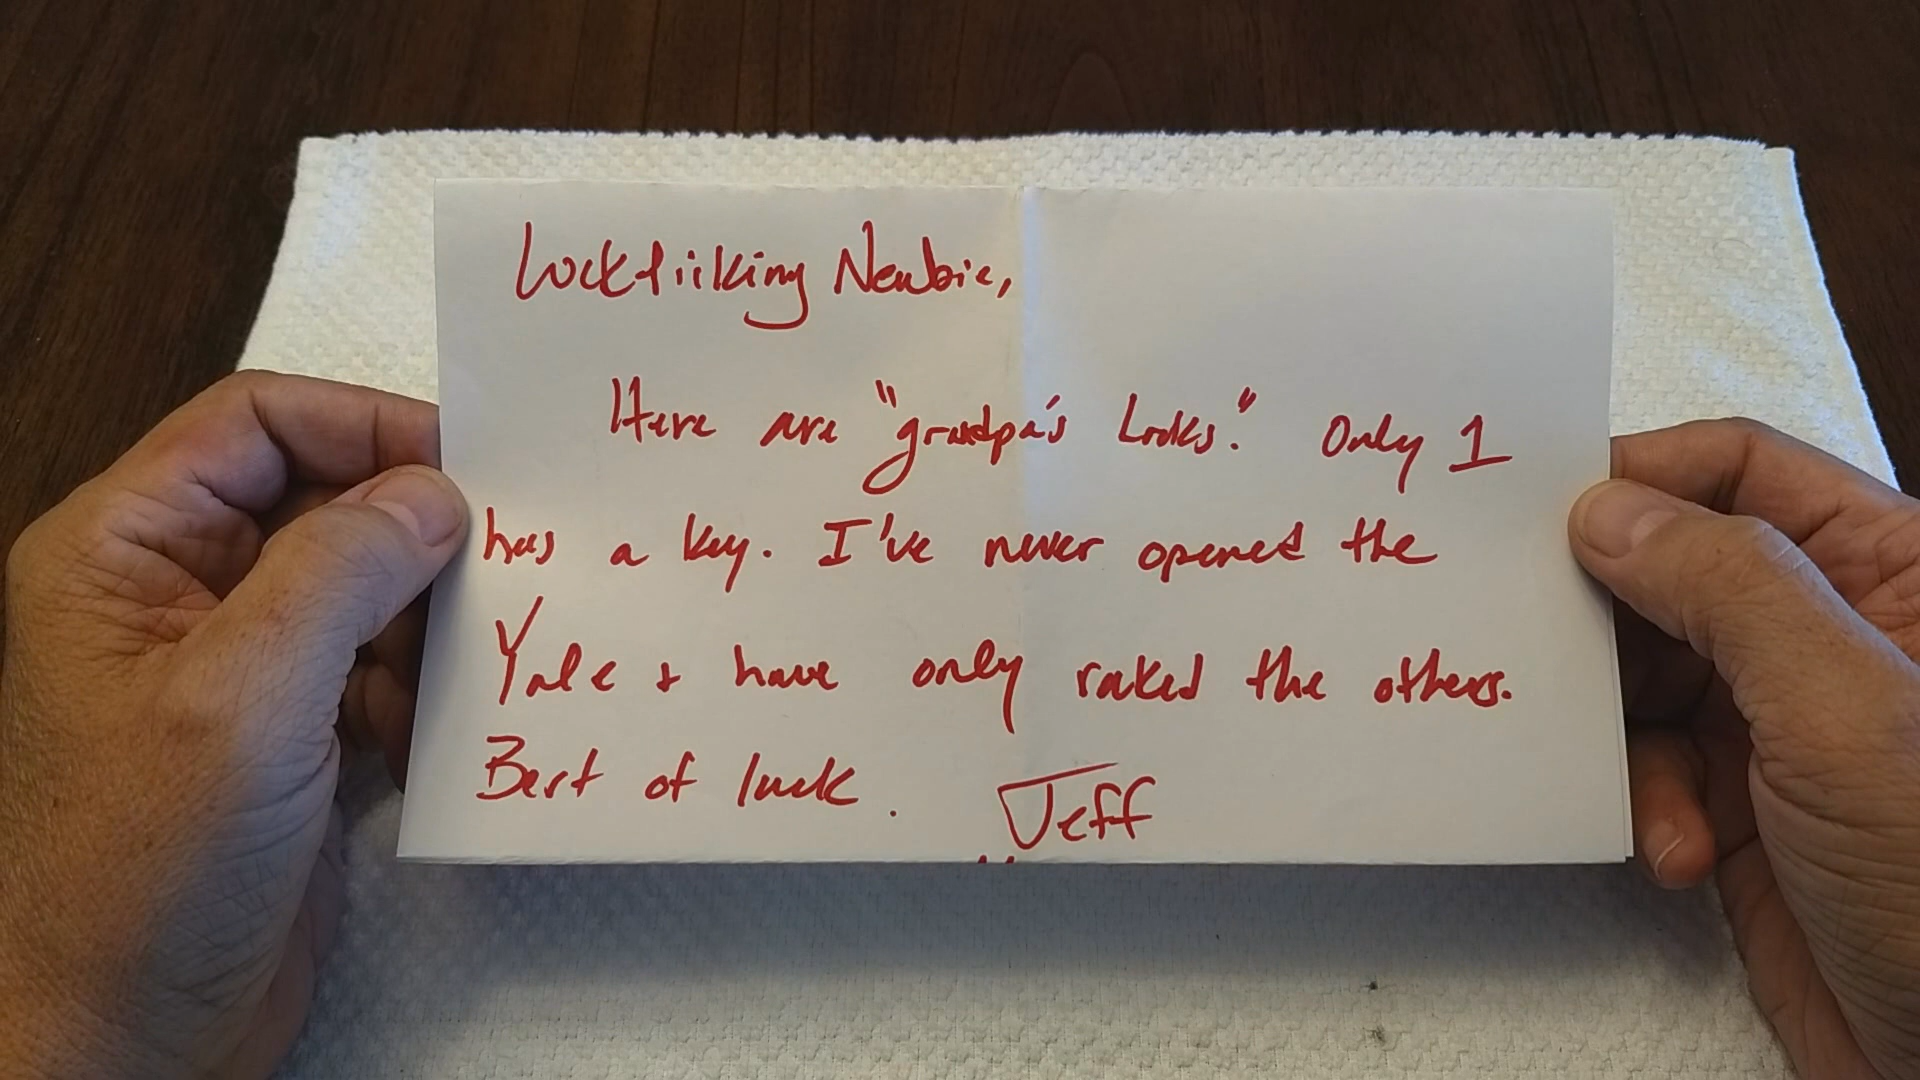 Lockpicking Newbie,
Here are "grandpa's Locks." Only 1
has a key. I've never opened the
Yale + have only raked the others.
Best of luck. Jeff